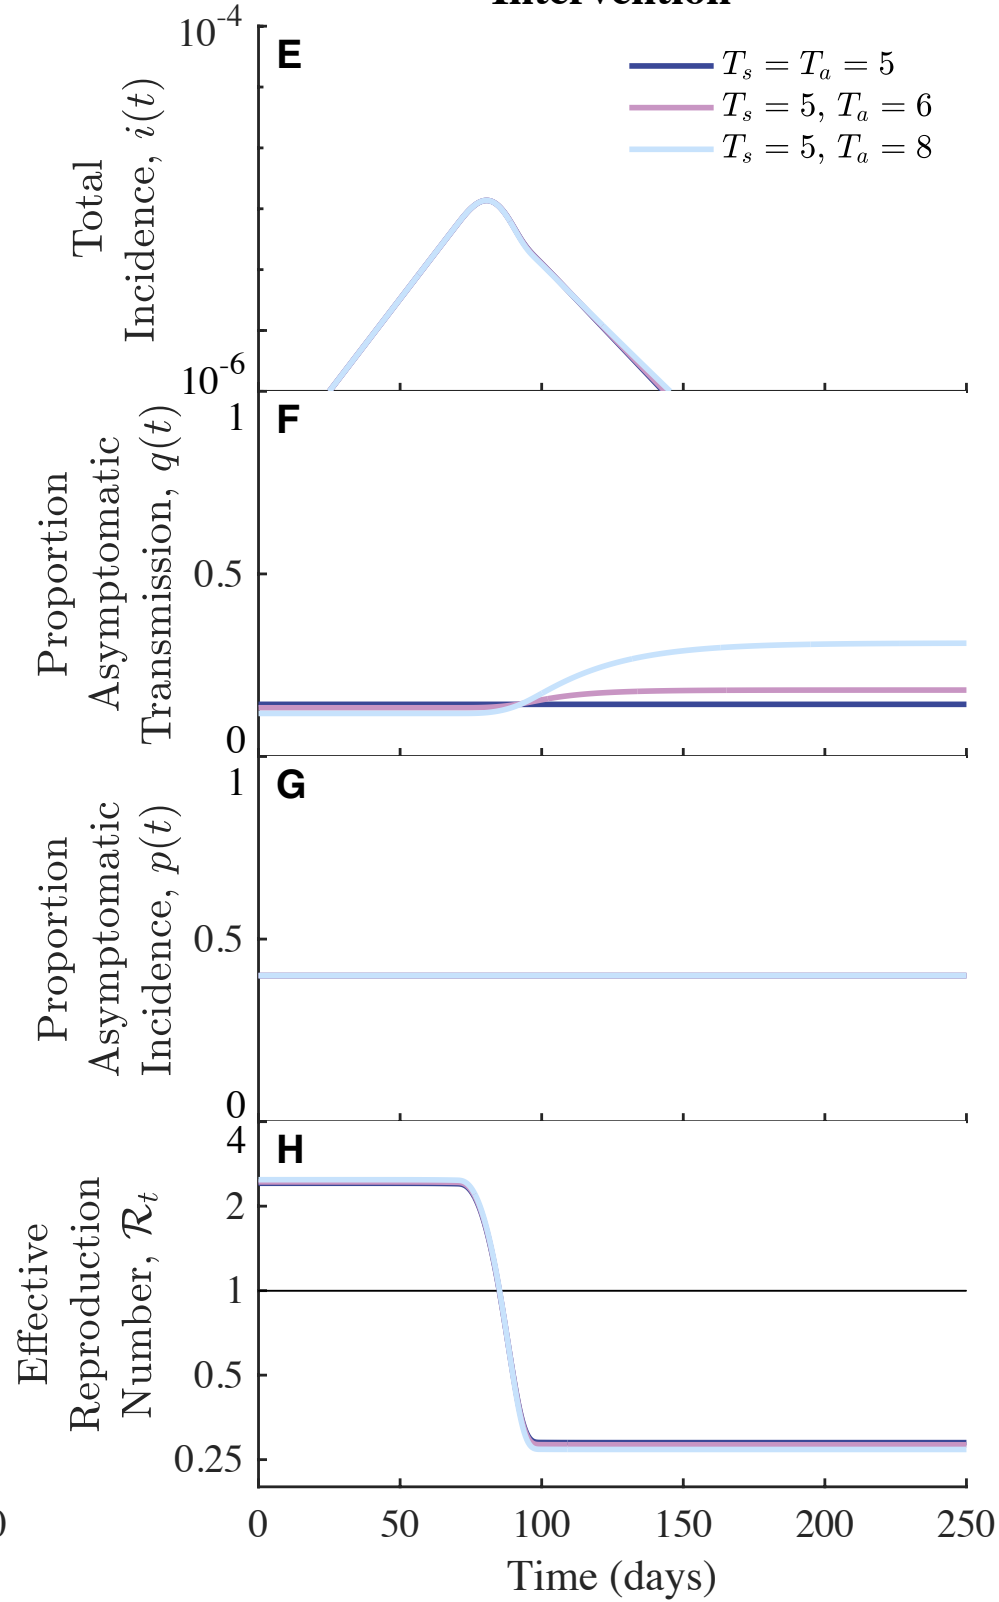 Intervention
E
10^-4
10^-6
Total
Incidence, i(t)
T_s = T_a = 5
T_s = 5, T_a = 6
T_s = 5, T_a = 8
F
1
0.5
0
Proportion
Asymptomatic
Transmission, q(t)
G
1
0.5
0
Proportion
Asymptomatic
Incidence, p(t)
H
4
2
1
0.5
0.25
Effective
Reproduction
Number, ℛ_t
0 50 100 150 200 250
Time (days)